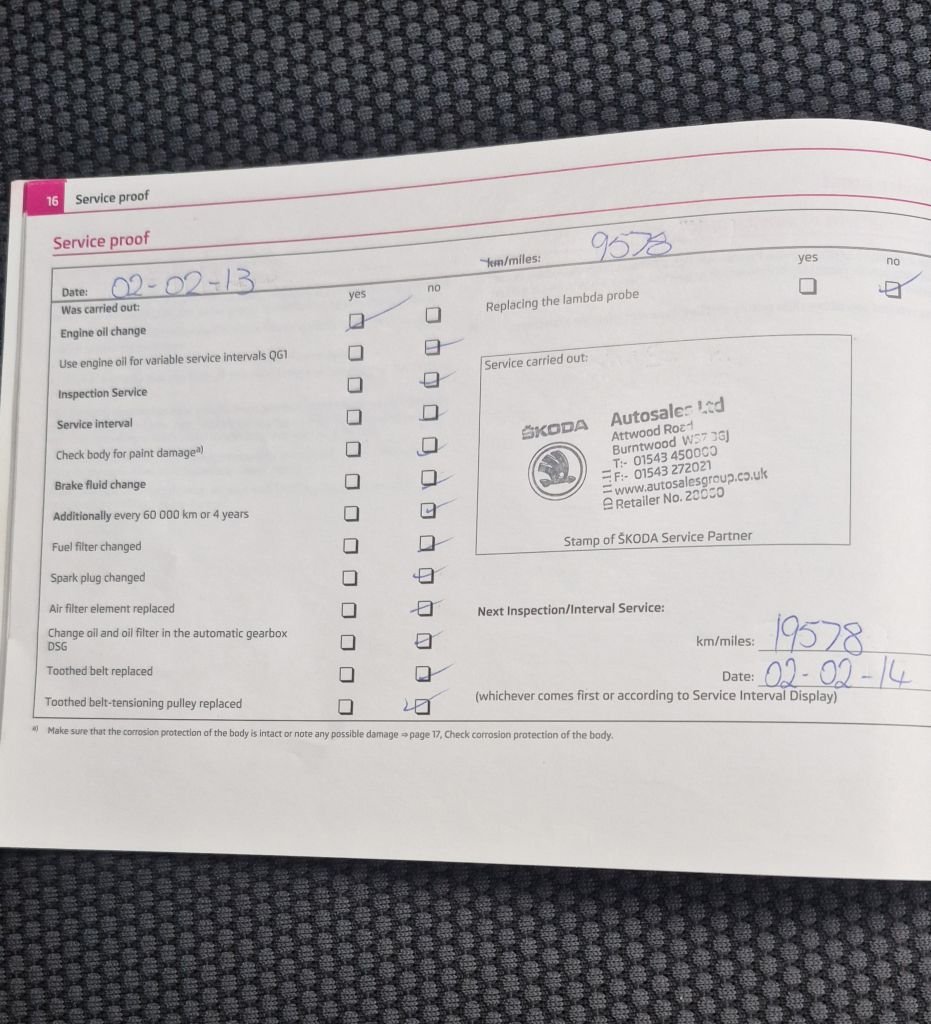 16 Service proof
Service proof
Date: 02-02-13
km/miles: 9578
Was carried out:
yes no
yes no
Engine oil change
Replacing the lambda probe
Use engine oil for variable service intervals QG1
Inspection Service
Service interval
Check body for paint damage a)
Brake fluid change
Additionally every 60 000 km or 4 years
Fuel filter changed
Spark plug changed
Air filter element replaced
Change oil and oil filter in the automatic gearbox
DSG
Toothed belt replaced
Toothed belt-tensioning pulley replaced
Service carried out:
ŠKODA
Autosales Ltd
Attwood Road
Burntwood
T:- 01543 450000
F:- 01543 272021
www.autosalesgroup.co.uk
Retailer No.
Stamp of ŠKODA Service Partner
Next Inspection/Interval Service:
km/miles: 19578
Date: 02-02-14
(whichever comes first or according to Service Interval Display)
a) Make sure that the corrosion protection of the body is intact or note any possible damage ⇒ page 17, Check corrosion protection of the body.